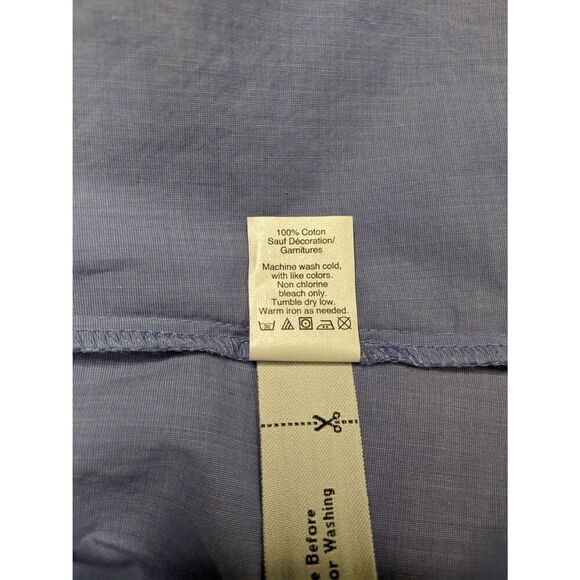 100% Coton
Sauf Décoration/
Garnitures
Machine wash cold,
with like colors.
Non chlorine
bleach only.
Tumble dry low.
Warm iron as needed.
Before
or Washing